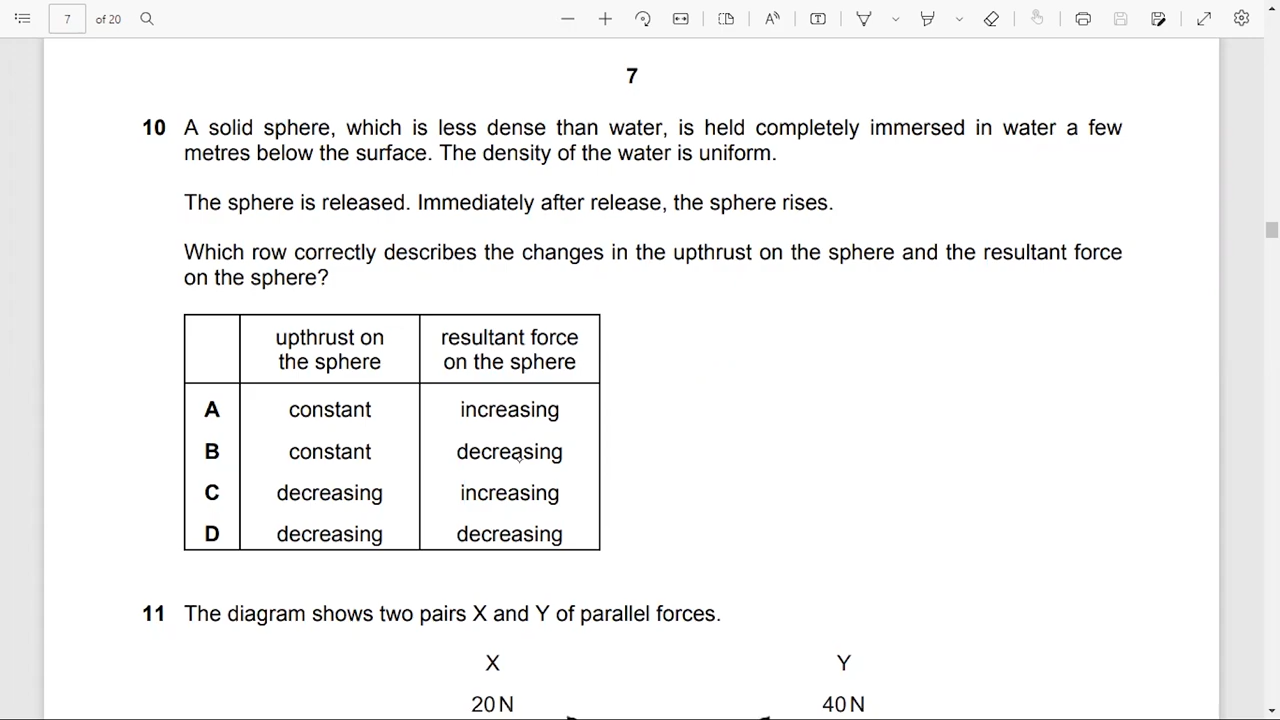 7
of 20
7
10 A solid sphere, which is less dense than water, is held completely immersed in water a few
metres below the surface. The density of the water is uniform.
The sphere is released. Immediately after release, the sphere rises.
Which row correctly describes the changes in the upthrust on the sphere and the resultant force
on the sphere?
upthrust on
the sphere
resultant force
on the sphere
A constant increasing
B constant decreasing
C decreasing increasing
D decreasing decreasing
11 The diagram shows two pairs X and Y of parallel forces.
X Y
20 N 40 N